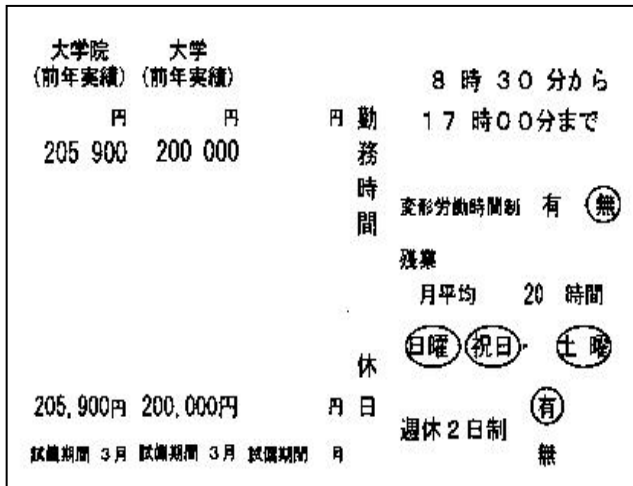 大学院 大学
(前年実績) (前年実績)
円 円 円
205 900 200 000
205,900円 200,000円 円
試傭期間 3月 試傭期間 3月 試傭期間 月
勤務時間
8 時 30 分から
17 時00分まで
変形労働時間制 有 無
残業
月平均 20 時間
休日
日曜 祝日・ 土曜
週休2日制 有
無